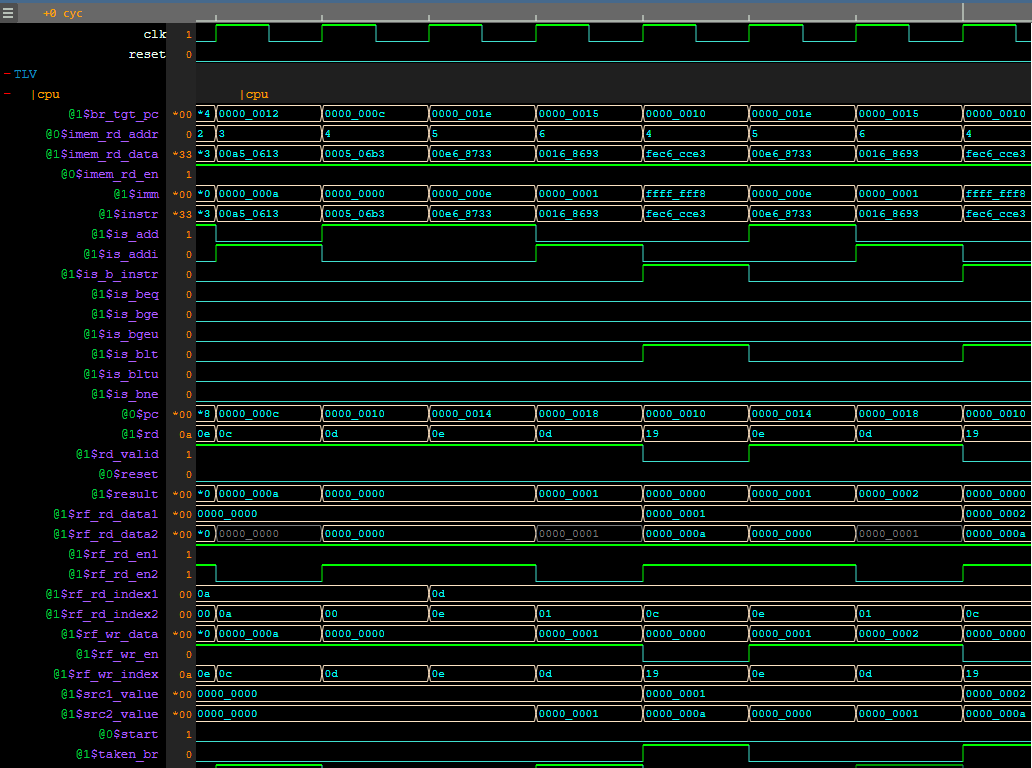 +0 cyc
clk 1
reset 0
TLV
|cpu |cpu
@1$br_tgt_pc *00 *4 0000_0012 0000_000c 0000_001e 0000_0015 0000_0010 0000_001e 0000_0015 0000_0010
@0$imem_rd_addr 0 2 3 4 5 6 4 5 6 4
@1$imem_rd_data *33 *3 00a5_0613 0005_06b3 00e6_8733 0016_8693 fec6_cce3 00e6_8733 0016_8693 fec6_cce3
@0$imem_rd_en 1
@1$imm *00 *0 0000_000a 0000_0000 0000_000e 0000_0001 ffff_fff8 0000_000e 0000_0001 ffff_fff8
@1$instr *33 *3 00a5_0613 0005_06b3 00e6_8733 0016_8693 fec6_cce3 00e6_8733 0016_8693 fec6_cce3
@1$is_add 1
@1$is_addi 0
@1$is_b_instr 0
@1$is_beq 0
@1$is_bge 0
@1$is_bgeu 0
@1$is_blt 0
@1$is_bltu 0
@1$is_bne 0
@0$pc *00 *8 0000_000c 0000_0010 0000_0014 0000_0018 0000_0010 0000_0014 0000_0018 0000_0010
@1$rd 0a 0e 0c 0d 0e 0d 19 0e 0d 19
@1$rd_valid 1
@0$reset 0
@1$result *00 *0 0000_000a 0000_0000 0000_0001 0000_0000 0000_0001 0000_0002 0000_0000
@1$rf_rd_data1 *00 0000_0000 0000_0001 0000_0002
@1$rf_rd_data2 *00 *0 0000_0000 0000_0000 0000_0001 0000_000a 0000_0000 0000_0001 0000_000a
@1$rf_rd_en1 1
@1$rf_rd_en2 1
@1$rf_rd_index1 00 0a 0d
@1$rf_rd_index2 00 00 0a 00 0e 01 0c 0e 01 0c
@1$rf_wr_data *00 *0 0000_000a 0000_0000 0000_0001 0000_0000 0000_0001 0000_0002 0000_0000
@1$rf_wr_en 0
@1$rf_wr_index 0a 0e 0c 0d 0e 0d 19 0e 0d 19
@1$src1_value *00 0000_0000 0000_0001 0000_0002
@1$src2_value *00 0000_0000 0000_0001 0000_000a 0000_0000 0000_0001 0000_000a
@0$start 1
@1$taken_br 0